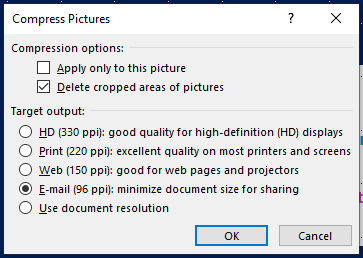 Compress Pictures
Compression options:
Apply only to this picture
Delete cropped areas of pictures
Target output:
HD (330 ppi): good quality for high-definition (HD) displays
Print (220 ppi): excellent quality on most printers and screens
Web (150 ppi): good for web pages and projectors
E-mail (96 ppi): minimize document size for sharing
Use document resolution
OK Cancel